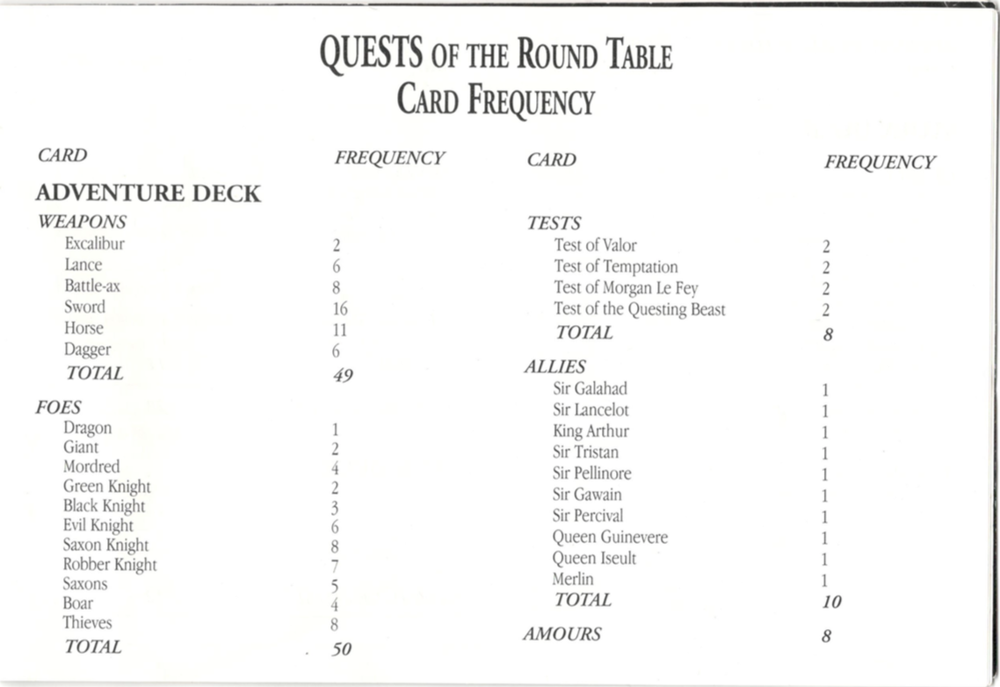 QUESTS OF THE ROUND TABLE
CARD FREQUENCY
CARD FREQUENCY
ADVENTURE DECK
WEAPONS
Excalibur 2
Lance 6
Battle-ax 8
Sword 16
Horse 11
Dagger 6
TOTAL 49
FOES
Dragon 1
Giant 2
Mordred 4
Green Knight 2
Black Knight 3
Evil Knight 6
Saxon Knight 8
Robber Knight 7
Saxons 5
Boar 4
Thieves 8
TOTAL 50
CARD FREQUENCY
TESTS
Test of Valor 2
Test of Temptation 2
Test of Morgan Le Fey 2
Test of the Questing Beast 2
TOTAL 8
ALLIES
Sir Galahad 1
Sir Lancelot 1
King Arthur 1
Sir Tristan 1
Sir Pellinore 1
Sir Gawain 1
Sir Percival 1
Queen Guinevere 1
Queen Iseult 1
Merlin 1
TOTAL 10
AMOURS 8